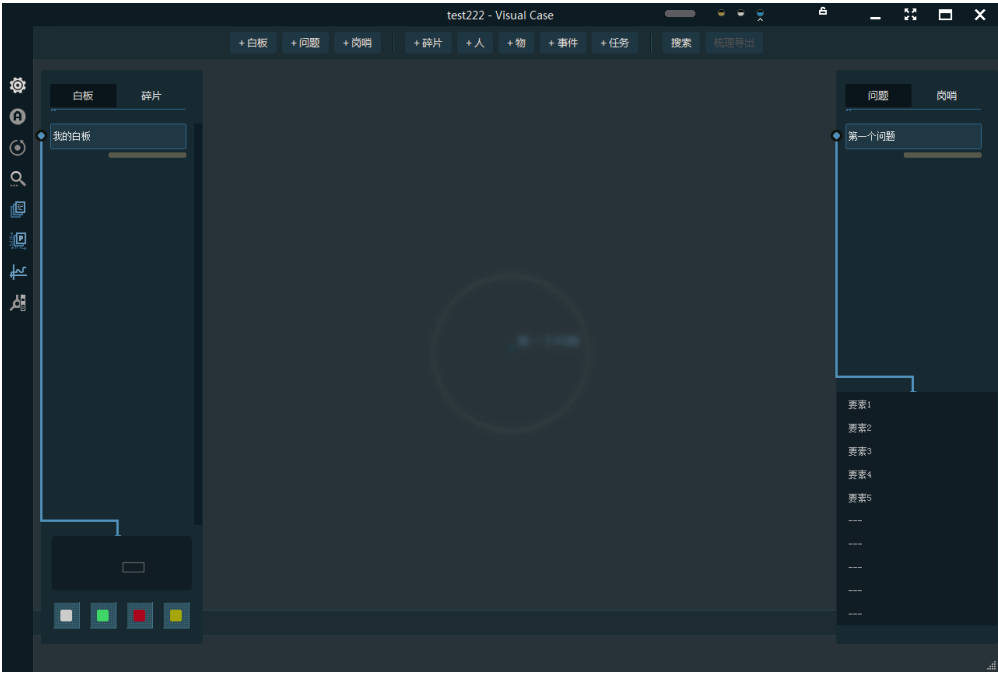 test222 - Visual Case
+白板 +问题 +岗哨 +碎片 +人 +物 +事件 +任务 搜索 梳理导出
白板 碎片
我的白板
问题 岗哨
第一个问题
要素1
要素2
要素3
要素4
要素5
---
---
---
---
---